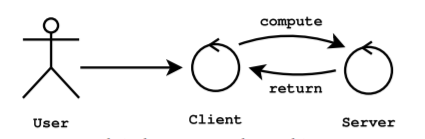 compute
return
User
Client
Server